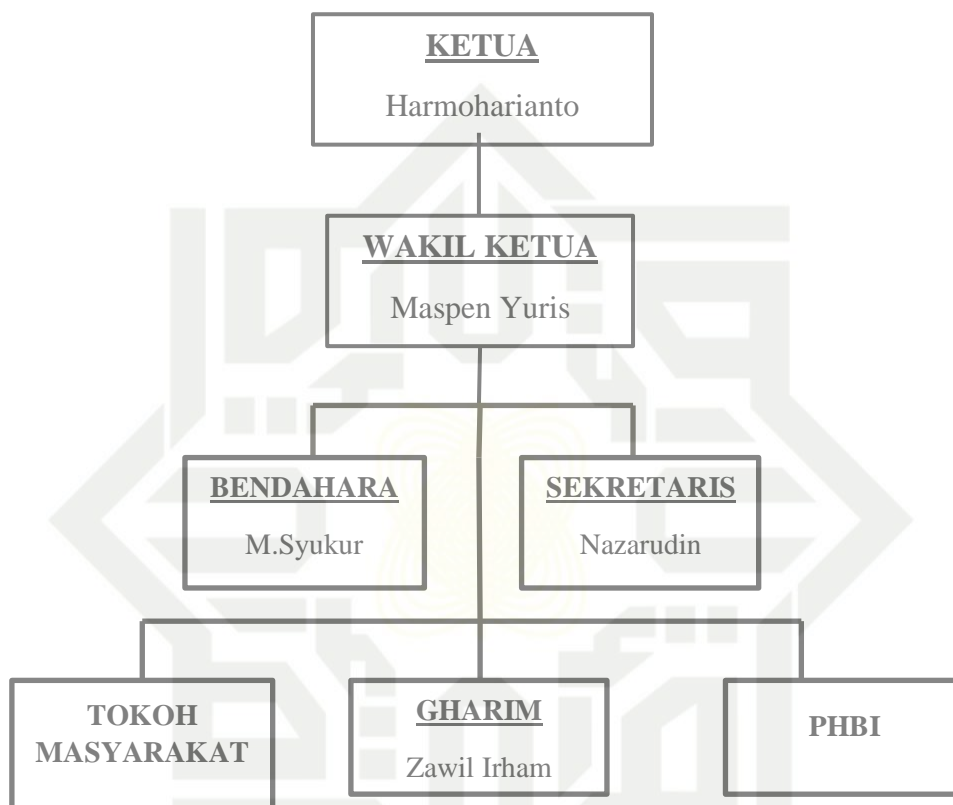 KETUA
Harmoharianto
WAKIL KETUA
Maspen Yuris
BENDAHARA
M.Syukur
SEKRETARIS
Nazarudin
TOKOH
MASYARAKAT
GHARIM
Zawil Irham
PHBI